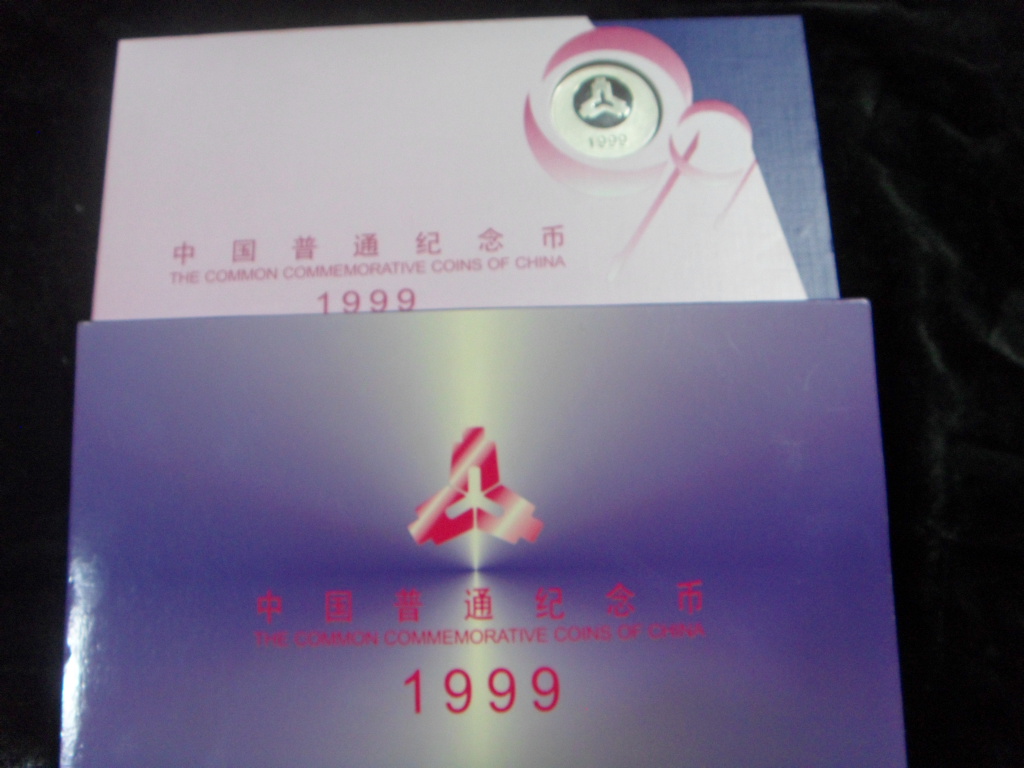 1999
中国普通纪念币
THE COMMON COMMEMORATIVE COINS OF CHINA
1999
中国普通纪念币
THE COMMON COMMEMORATIVE COINS OF CHINA
1999